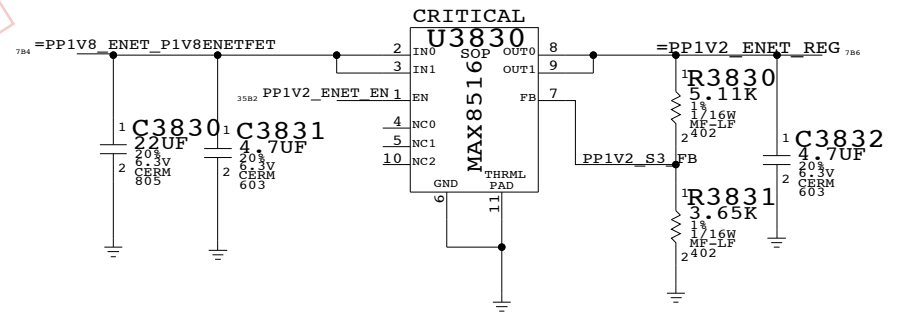 CRITICAL
U3830
SOP
MAX8516
7B4 =PP1V8_ENET_P1V8ENETFET
2 IN0
3 IN1
35B2 PP1V2_ENET_EN 1 EN
4 NC0
5 NC1
10 NC2
OUT0 8
OUT1 9
FB 7
GND
6
THRML
PAD
11
=PP1V2_ENET_REG 7B6
PP1V2_S3_FB
1 C3830
22UF
20%
6.3V
2 CERM
805
1 C3831
4.7UF
20%
6.3V
2 CERM
603
1 R3830
5.11K
1%
1/16W
MF-LF
2 402
1 R3831
3.65K
1%
1/16W
MF-LF
2 402
1 C3832
4.7UF
20%
6.3V
2 CERM
603